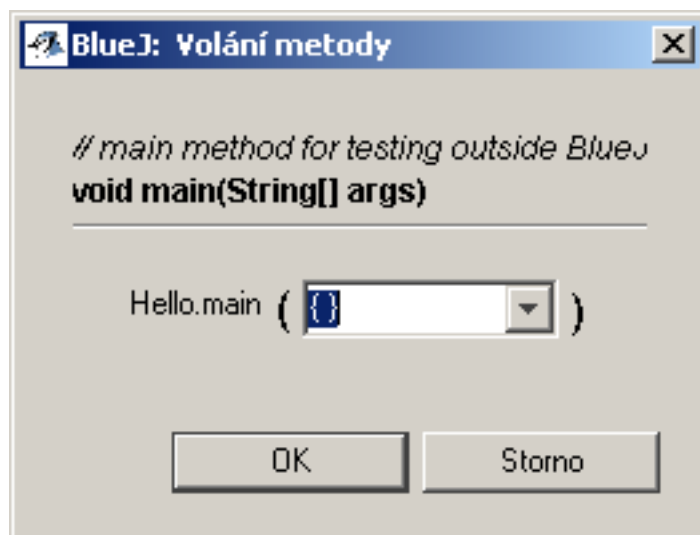 BlueJ: Volání metody
// main method for testing outside BlueJ
void main(String[] args)
Hello.main ( {} )
OK Storno